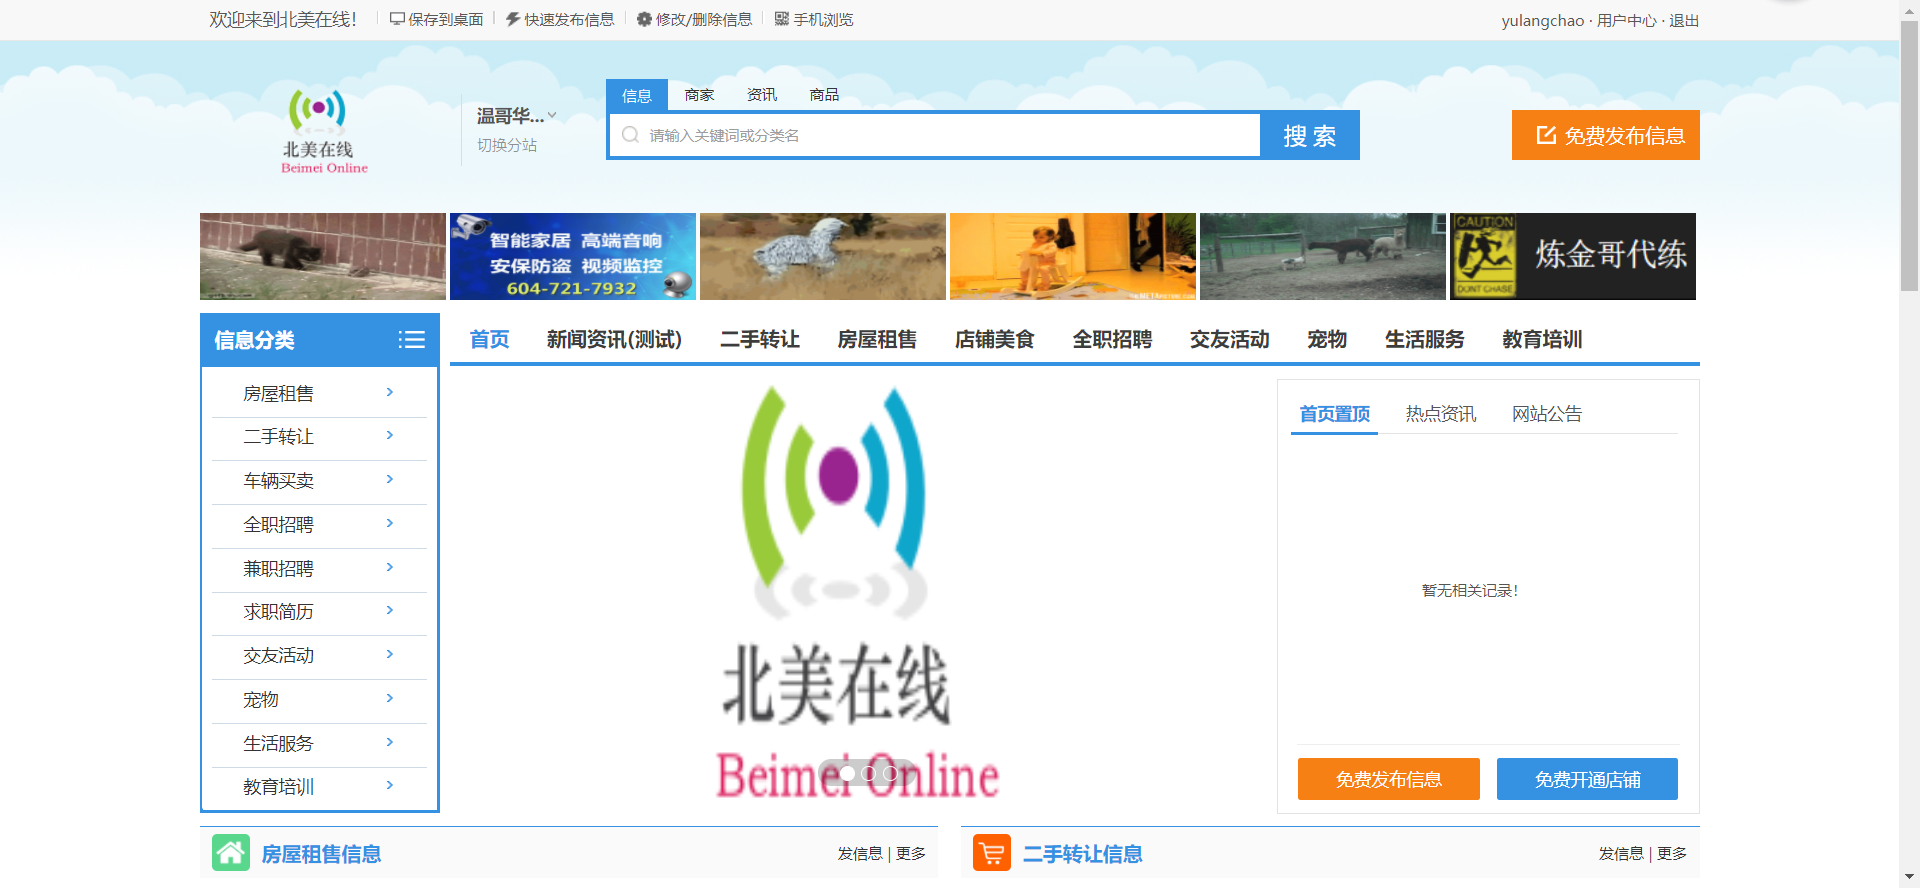 欢迎来到北美在线!
保存到桌面
快速发布信息
修改/删除信息
手机浏览
yulangchao · 用户中心 · 退出
北美在线
Beimei Online
温哥华...
切换分站
信息 商家 资讯 商品
请输入关键词或分类名
搜 索
免费发布信息
智能家居 高端音响
安保防盗 视频监控
604-721-7932
CAUTION
DONT CHASE
炼金哥代练
信息分类
首页 新闻资讯(测试) 二手转让 房屋租售 店铺美食 全职招聘 交友活动 宠物 生活服务 教育培训
房屋租售
二手转让
车辆买卖
全职招聘
兼职招聘
求职简历
交友活动
宠物
生活服务
教育培训
北美在线
Beimei Online
首页置顶 热点资讯 网站公告
暂无相关记录!
免费发布信息
免费开通店铺
房屋租售信息
发信息 | 更多
二手转让信息
发信息 | 更多